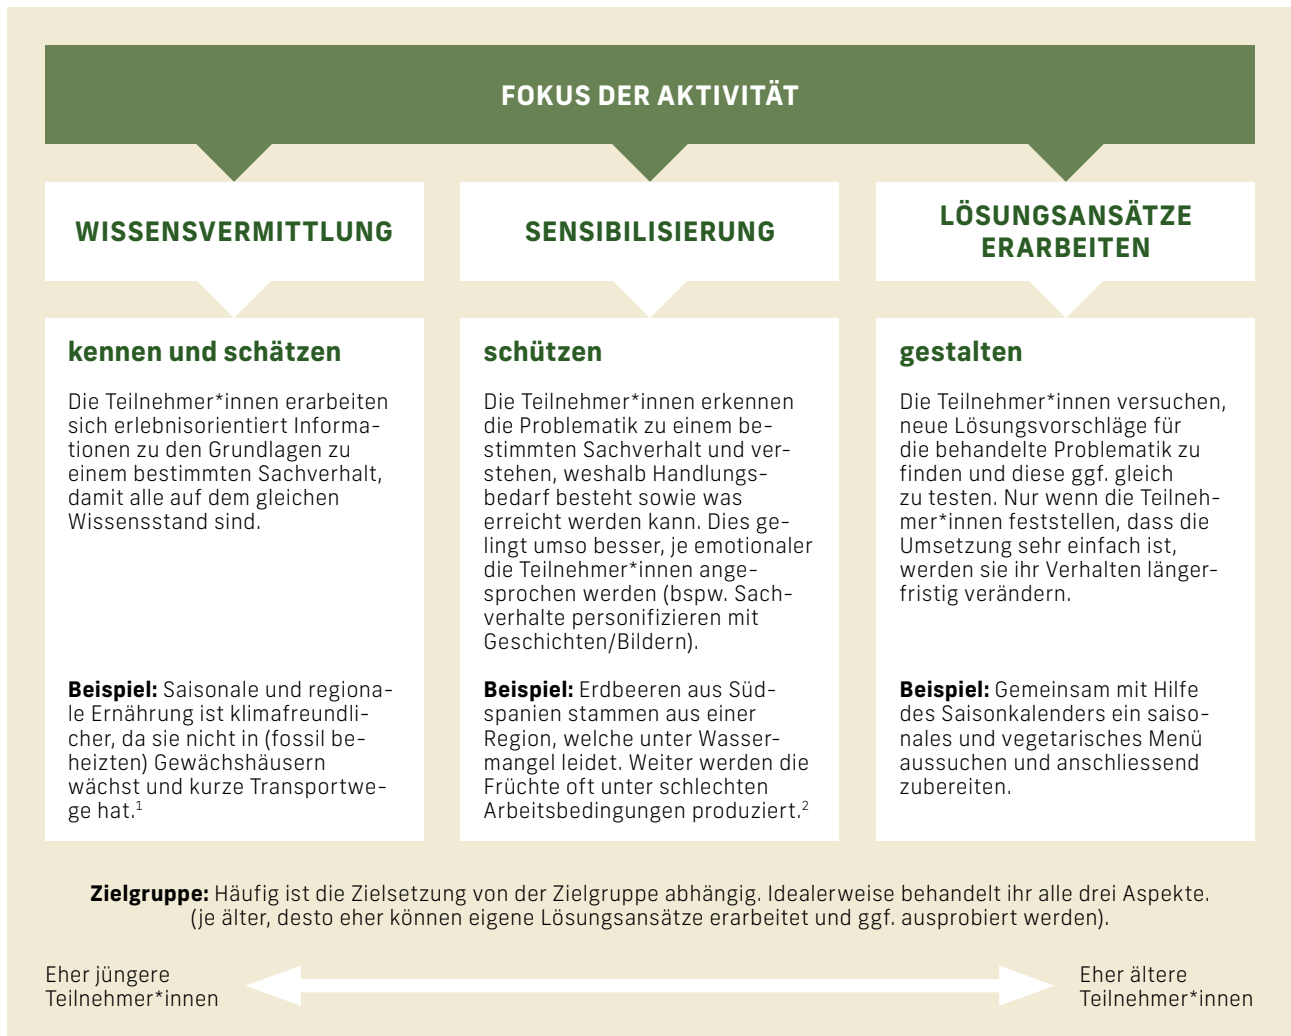 FOKUS DER AKTIVITÄT
WISSENSVERMITTLUNG
kennen und schätzen
Die Teilnehmer*innen erarbeiten
sich erlebnisorientiert Informa-
tionen zu den Grundlagen zu
einem bestimmten Sachverhalt,
damit alle auf dem gleichen
Wissensstand sind.
Beispiel: Saisonale und regiona-
le Ernährung ist klimafreundli-
cher, da sie nicht in (fossil be-
heizten) Gewächshäusern
wächst und kurze Transportwe-
ge hat.¹
SENSIBILISIERUNG
schützen
Die Teilnehmer*innen erkennen
die Problematik zu einem be-
stimmten Sachverhalt und ver-
stehen, weshalb Handlungs-
bedarf besteht sowie was
erreicht werden kann. Dies ge-
lingt umso besser, je emotionaler
die Teilnehmer*innen ange-
sprochen werden (bspw. Sach-
verhalte personifizieren mit
Geschichten/Bildern).
Beispiel: Erdbeeren aus Süd-
spanien stammen aus einer
Region, welche unter Wasser-
mangel leidet. Weiter werden die
Früchte oft unter schlechten
Arbeitsbedingungen produziert.²
LÖSUNGSANSÄTZE
ERARBEITEN
gestalten
Die Teilnehmer*innen versuchen,
neue Lösungsvorschläge für
die behandelte Problematik zu
finden und diese ggf. gleich
zu testen. Nur wenn die Teilneh-
mer*innen feststellen, dass die
Umsetzung sehr einfach ist,
werden sie ihr Verhalten länger-
fristig verändern.
Beispiel: Gemeinsam mit Hilfe
des Saisonkalenders ein saiso-
nales und vegetarisches Menü
aussuchen und anschliessend
zubereiten.
Zielgruppe: Häufig ist die Zielsetzung von der Zielgruppe abhängig. Idealerweise behandelt ihr alle drei Aspekte.
(je älter, desto eher können eigene Lösungsansätze erarbeitet und ggf. ausprobiert werden).
Eher jüngere
Teilnehmer*innen
Eher ältere
Teilnehmer*innen